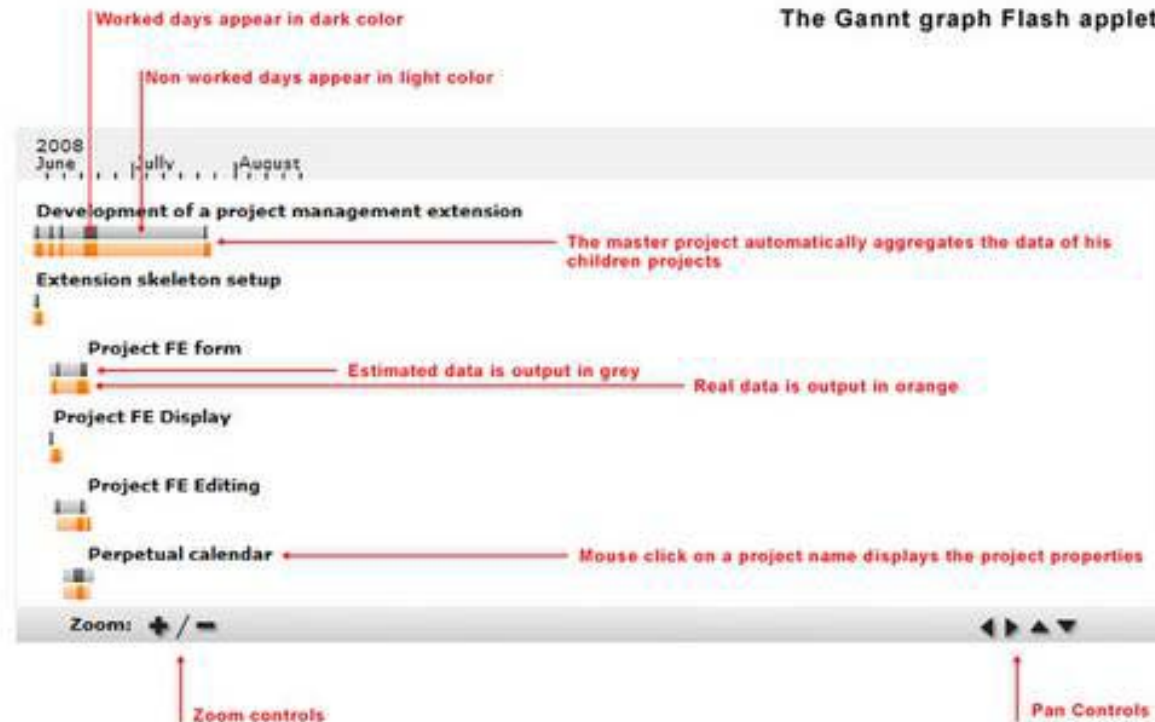 Worked days appear in dark color
The Gannt graph Flash applet
Non worked days appear in light color
2008
June Jully August
Development of a project management extension
The master project automatically aggregates the data of his
children projects
Extension skeleton setup
Project FE form
Estimated data is output in grey
Real data is output in orange
Project FE Display
Project FE Editing
Perpetual calendar
Mouse click on a project name displays the project properties
Zoom: + / -
Zoom controls
Pan Controls